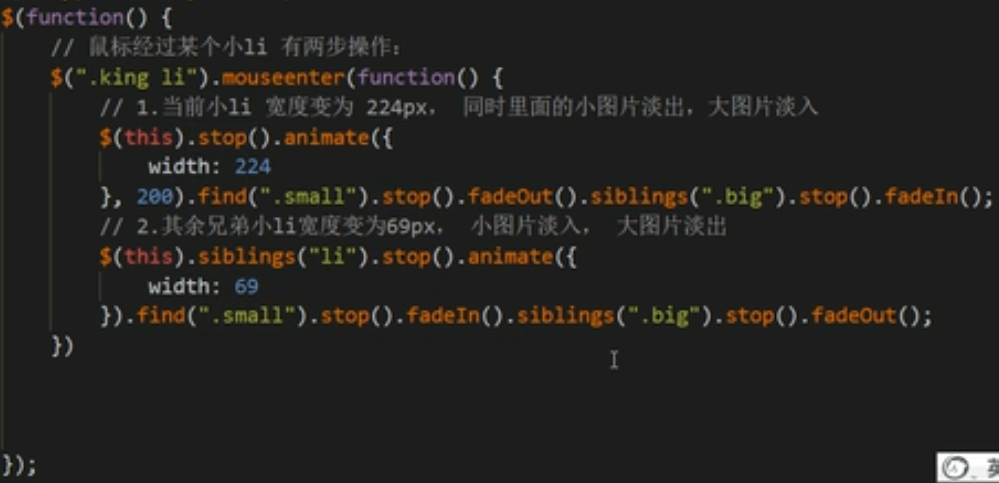 $(function() {
// 鼠标经过某个小li 有两步操作：
$(".king li").mouseenter(function() {
// 1.当前小li 宽度变为 224px， 同时里面的小图片淡出，大图片淡入
$(this).stop().animate({
width: 224
}, 200).find(".small").stop().fadeOut().siblings(".big").stop().fadeIn();
// 2.其余兄弟小li宽度变为69px， 小图片淡入， 大图片淡出
$(this).siblings("li").stop().animate({
width: 69
}).find(".small").stop().fadeIn().siblings(".big").stop().fadeOut();
})
});